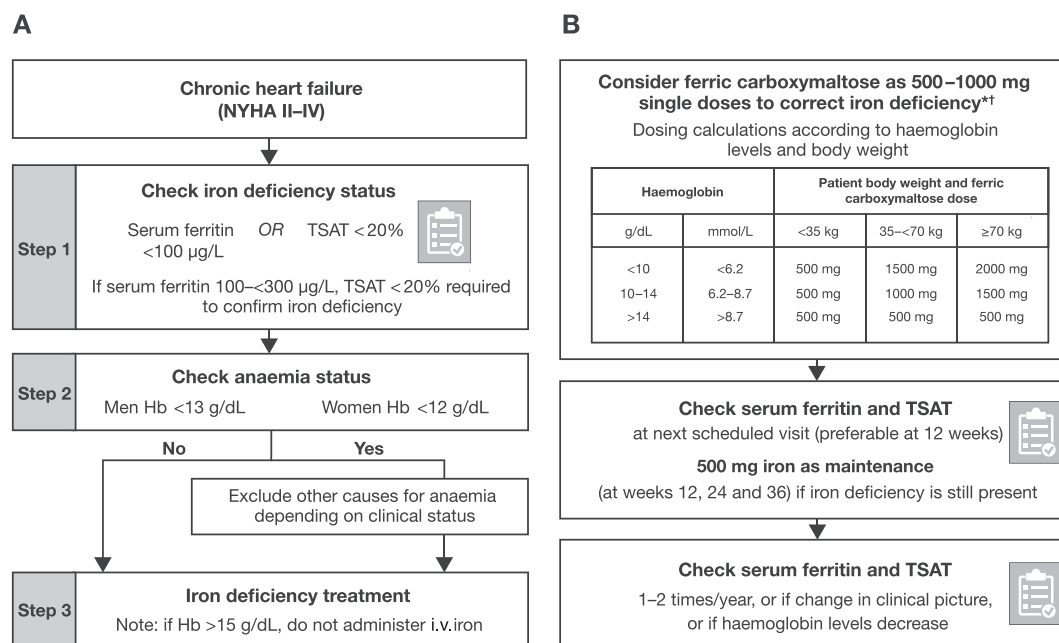 A
Chronic heart failure
(NYHA II–IV)
Step 1
Check iron deficiency status
Serum ferritin OR TSAT <20%
<100 µg/L
If serum ferritin 100–<300 µg/L, TSAT <20% required
to confirm iron deficiency
Step 2
Check anaemia status
Men Hb <13 g/dL Women Hb <12 g/dL
No Yes
Exclude other causes for anaemia
depending on clinical status
Step 3
Iron deficiency treatment
Note: if Hb >15 g/dL, do not administer i.v. iron
B
Consider ferric carboxymaltose as 500–1000 mg
single doses to correct iron deficiency*†
Dosing calculations according to haemoglobin
levels and body weight
Haemoglobin
Patient body weight and ferric
carboxymaltose dose
g/dL mmol/L <35 kg 35–<70 kg ≥70 kg
<10 <6.2 500 mg 1500 mg 2000 mg
10–14 6.2–8.7 500 mg 1000 mg 1500 mg
>14 >8.7 500 mg 500 mg 500 mg
Check serum ferritin and TSAT
at next scheduled visit (preferable at 12 weeks)
500 mg iron as maintenance
(at weeks 12, 24 and 36) if iron deficiency is still present
Check serum ferritin and TSAT
1–2 times/year, or if change in clinical picture,
or if haemoglobin levels decrease